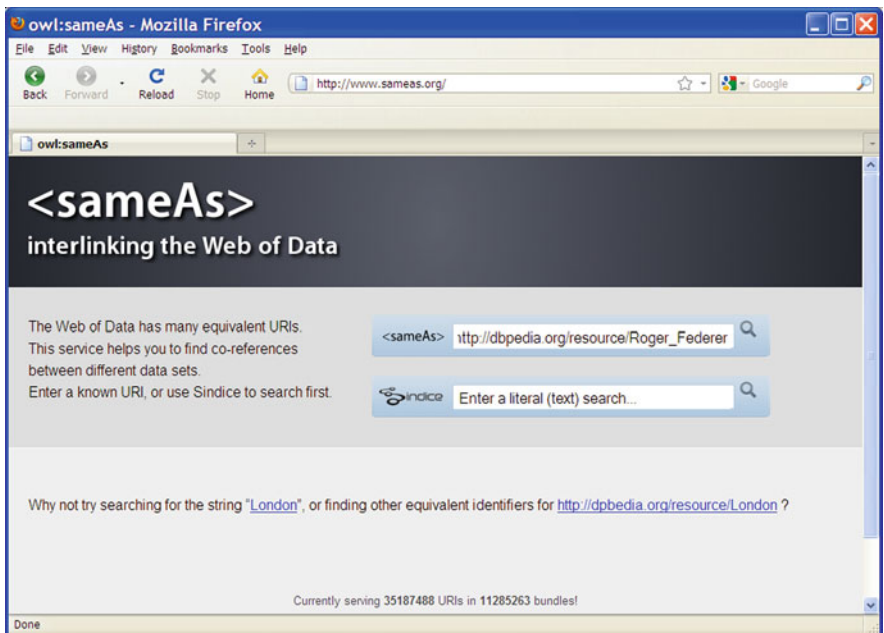 owl:sameAs - Mozilla Firefox
File Edit View History Bookmarks Tools Help
Back Forward Reload Stop Home http://www.sameas.org/ Google
owl:sameAs
<sameAs>
interlinking the Web of Data
The Web of Data has many equivalent URIs.
This service helps you to find co-references
between different data sets.
Enter a known URI, or use Sindice to search first.
<sameAs> http://dbpedia.org/resource/Roger_Federer
Sindice Enter a literal (text) search...
Why not try searching for the string "London", or finding other equivalent identifiers for http://dpbedia.org/resource/London ?
Currently serving 35187488 URIs in 11285263 bundles!
Done